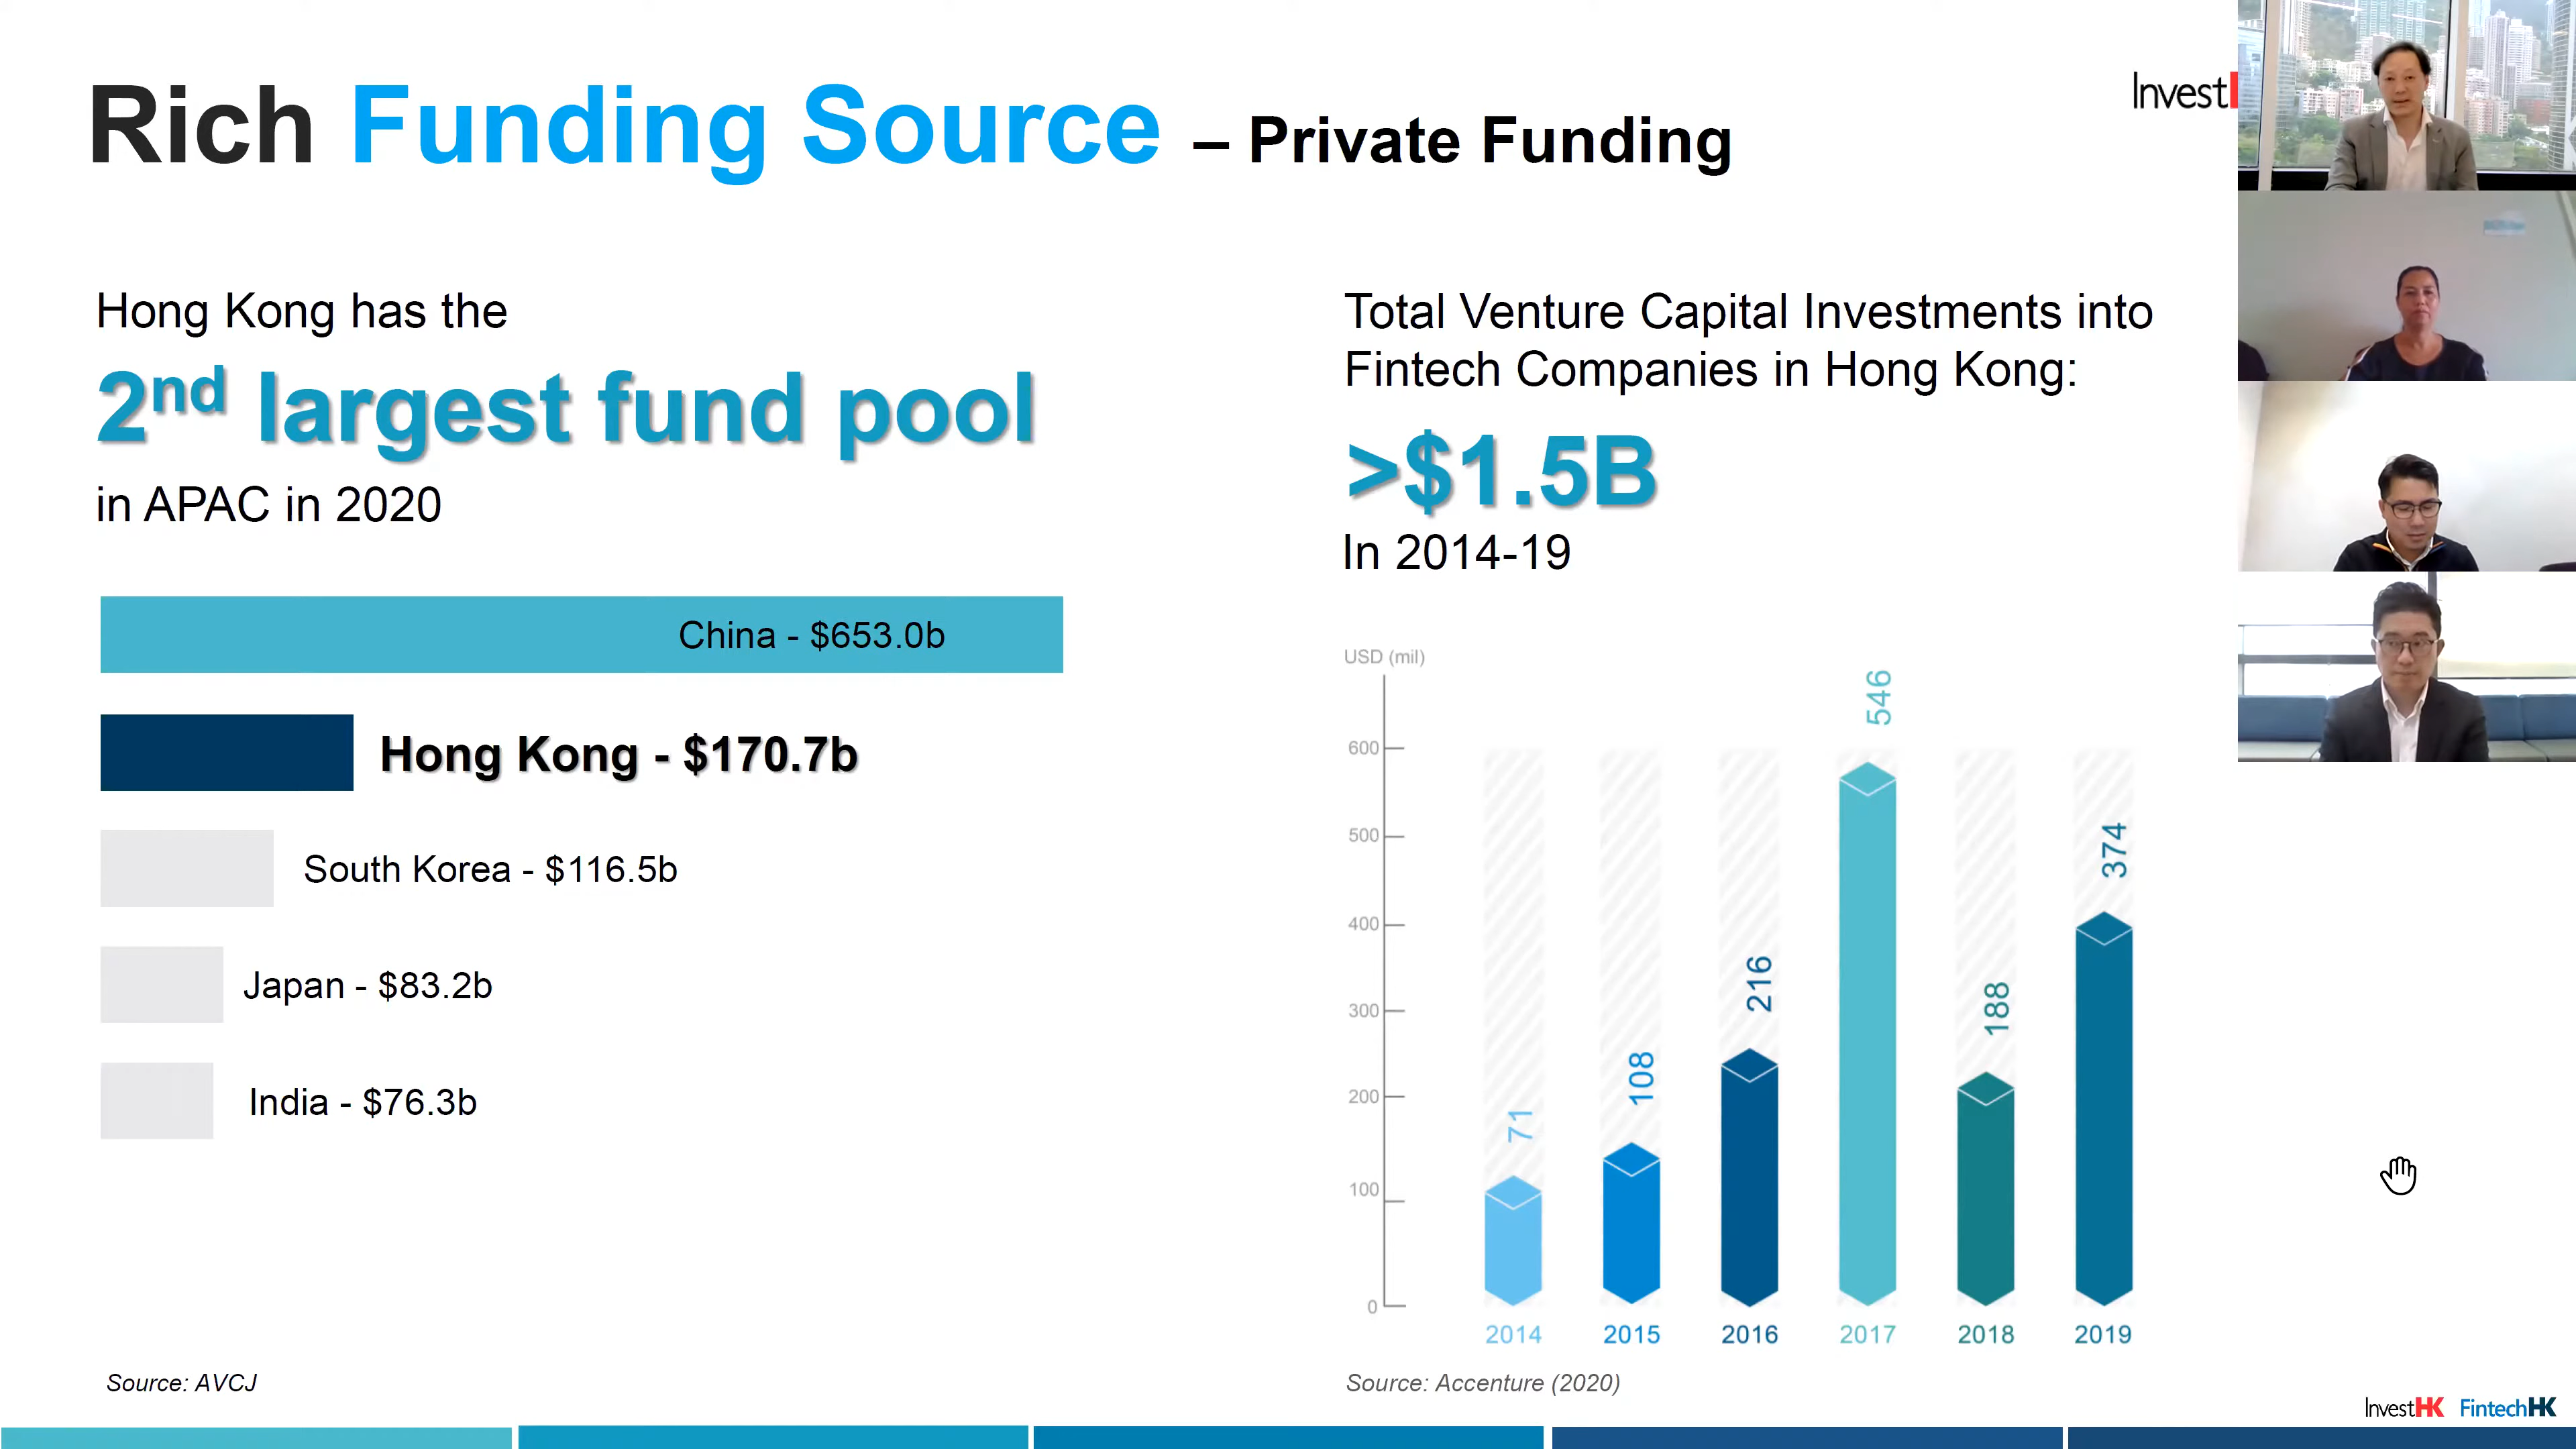 Rich Funding Source – Private Funding
Invest
Hong Kong has the
2nd largest fund pool
in APAC in 2020
China - $653.0b
Hong Kong - $170.7b
South Korea - $116.5b
Japan - $83.2b
India - $76.3b
Source: AVCJ
Total Venture Capital Investments into
Fintech Companies in Hong Kong:
>$1.5B
In 2014-19
USD (mil)
600
500
400
300
200
100
0
71
108
216
546
188
374
2014 2015 2016 2017 2018 2019
Source: Accenture (2020)
InvestHK FintechHK